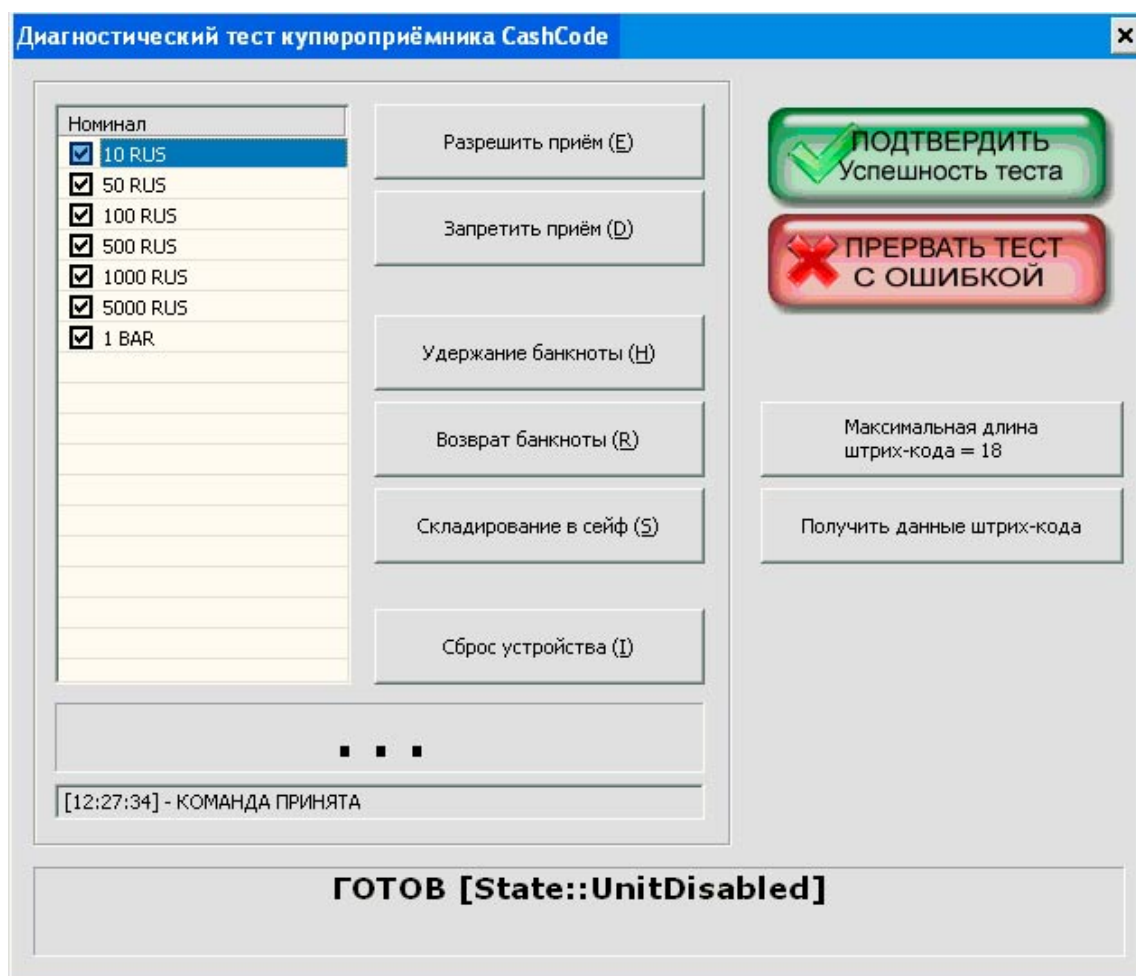 Диагностический тест купюроприёмника CashCode
Номинал
10 RUS
50 RUS
100 RUS
500 RUS
1000 RUS
5000 RUS
1 BAR
Разрешить приём (E)
Запретить приём (D)
Удержание банкноты (H)
Возврат банкноты (R)
Складирование в сейф (S)
Сброс устройства (I)
ПОДТВЕРДИТЬ
Успешность теста
ПРЕРВАТЬ ТЕСТ
С ОШИБКОЙ
Максимальная длина
штрих-кода = 18
Получить данные штрих-кода
...
[12:27:34] - КОМАНДА ПРИНЯТА
ГОТОВ [State::UnitDisabled]